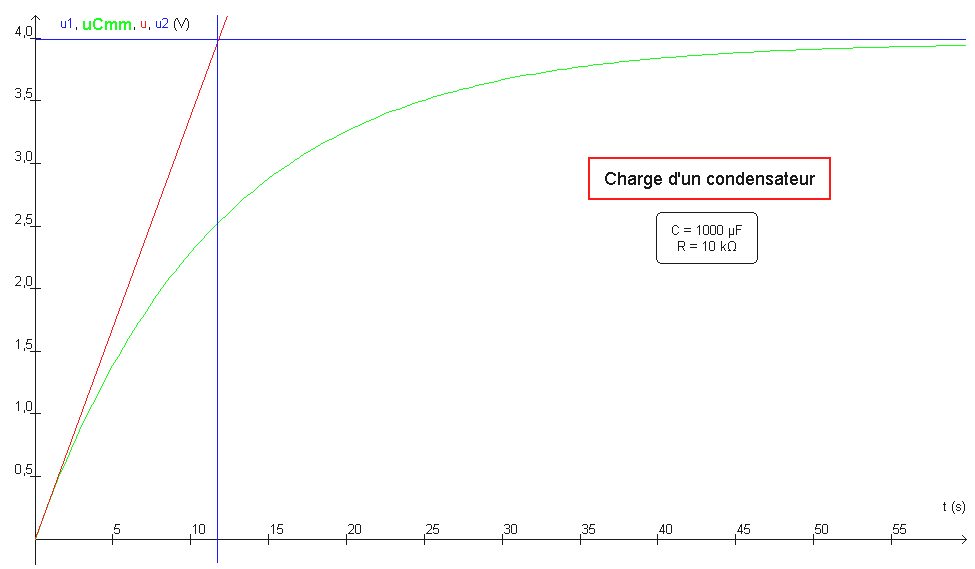 u1, uCmm, u, u2 (V)
4,0
3,5
3,0
2,5
2,0
1,5
1,0
0,5
Charge d'un condensateur
C = 1000 µF
R = 10 kΩ
t (s)
5 10 15 20 25 30 35 40 45 50 55